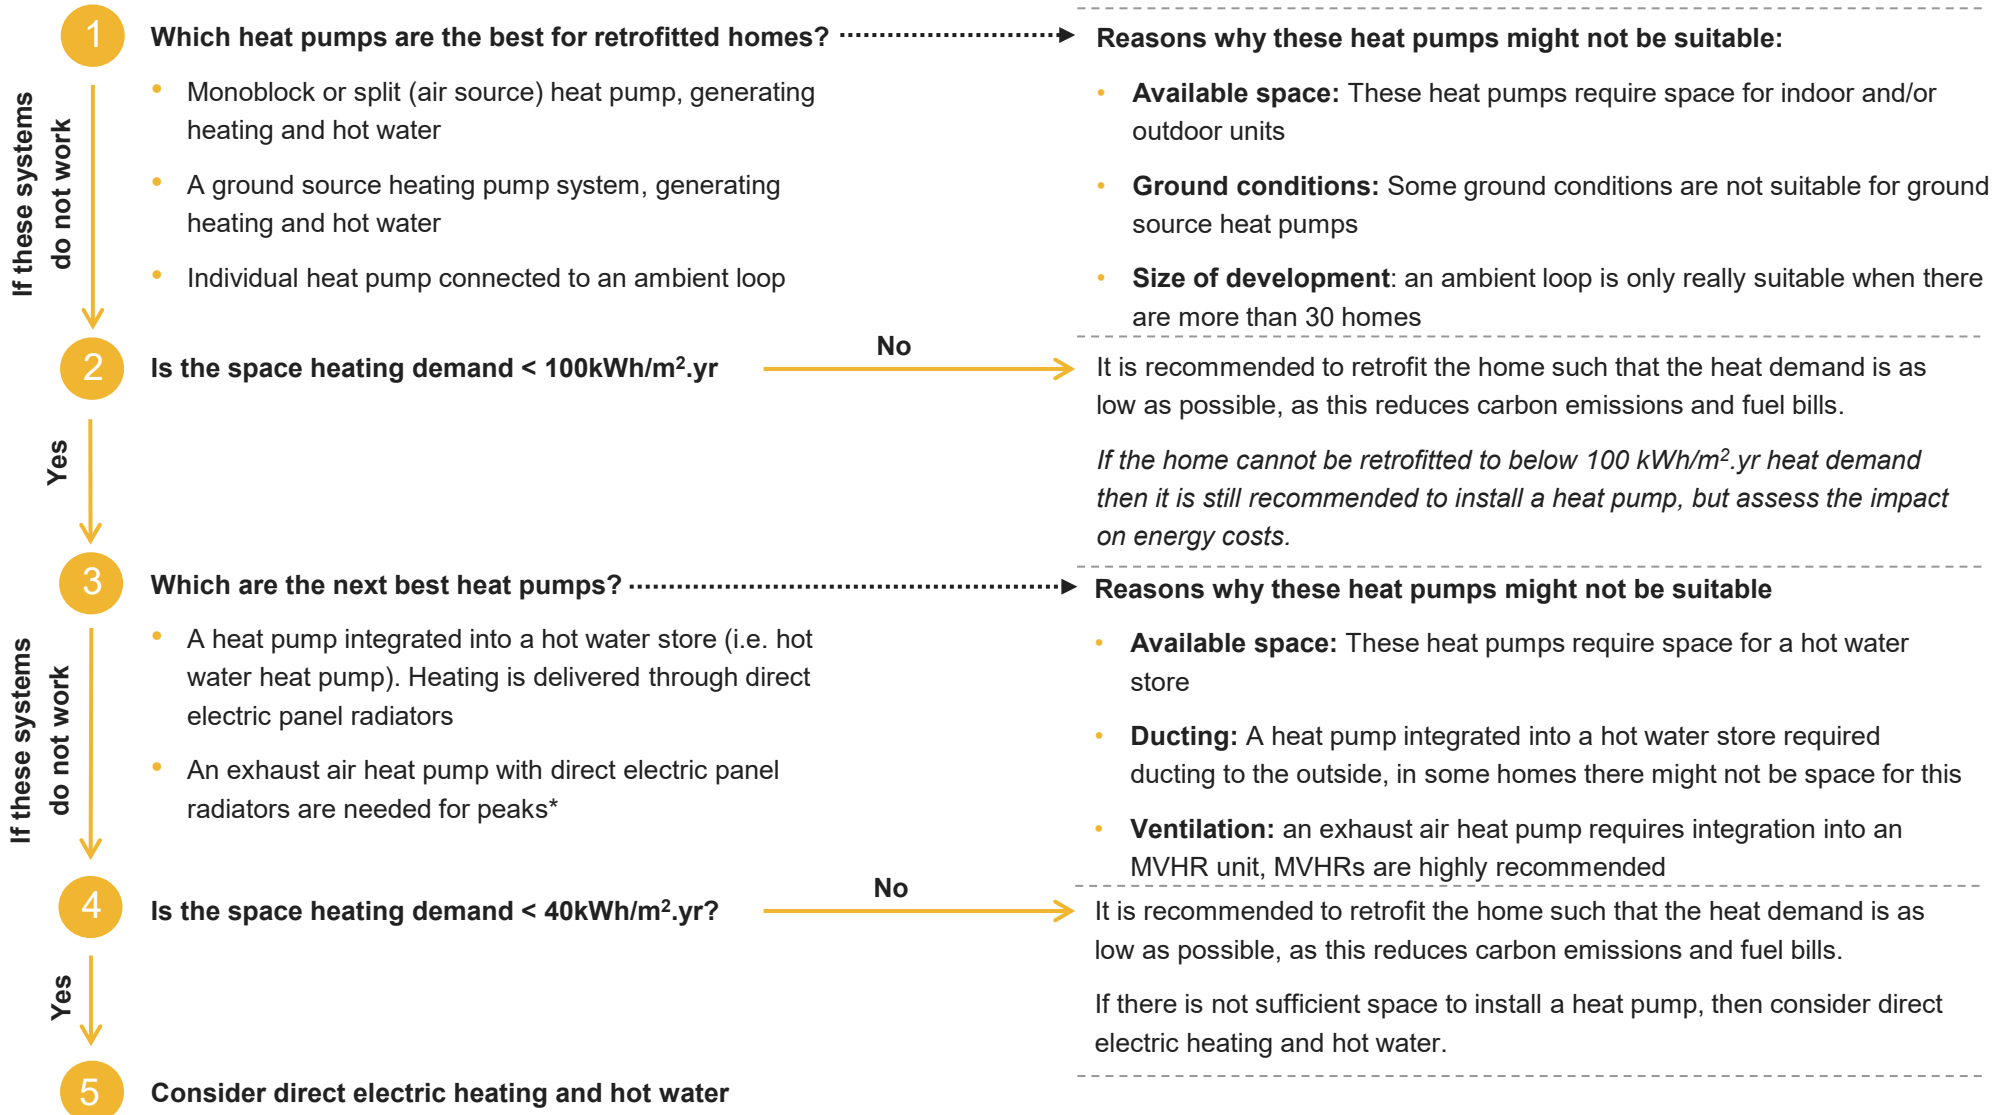 1
Which heat pumps are the best for retrofitted homes?
Monoblock or split (air source) heat pump, generating
heating and hot water
A ground source heating pump system, generating
heating and hot water
Individual heat pump connected to an ambient loop
Reasons why these heat pumps might not be suitable:
Available space: These heat pumps require space for indoor and/or
outdoor units
Ground conditions: Some ground conditions are not suitable for ground
source heat pumps
Size of development: an ambient loop is only really suitable when there
are more than 30 homes
If these systems
do not work
2
Is the space heating demand < 100kWh/m².yr
No
It is recommended to retrofit the home such that the heat demand is as
low as possible, as this reduces carbon emissions and fuel bills.
If the home cannot be retrofitted to below 100 kWh/m².yr heat demand
then it is still recommended to install a heat pump, but assess the impact
on energy costs.
Yes
3
Which are the next best heat pumps?
A heat pump integrated into a hot water store (i.e. hot
water heat pump). Heating is delivered through direct
electric panel radiators
An exhaust air heat pump with direct electric panel
radiators are needed for peaks*
Reasons why these heat pumps might not be suitable
Available space: These heat pumps require space for a hot water
store
Ducting: A heat pump integrated into a hot water store required
ducting to the outside, in some homes there might not be space for this
Ventilation: an exhaust air heat pump requires integration into an
MVHR unit, MVHRs are highly recommended
If these systems
do not work
4
Is the space heating demand < 40kWh/m².yr?
No
It is recommended to retrofit the home such that the heat demand is as
low as possible, as this reduces carbon emissions and fuel bills.
If there is not sufficient space to install a heat pump, then consider direct
electric heating and hot water.
Yes
5
Consider direct electric heating and hot water